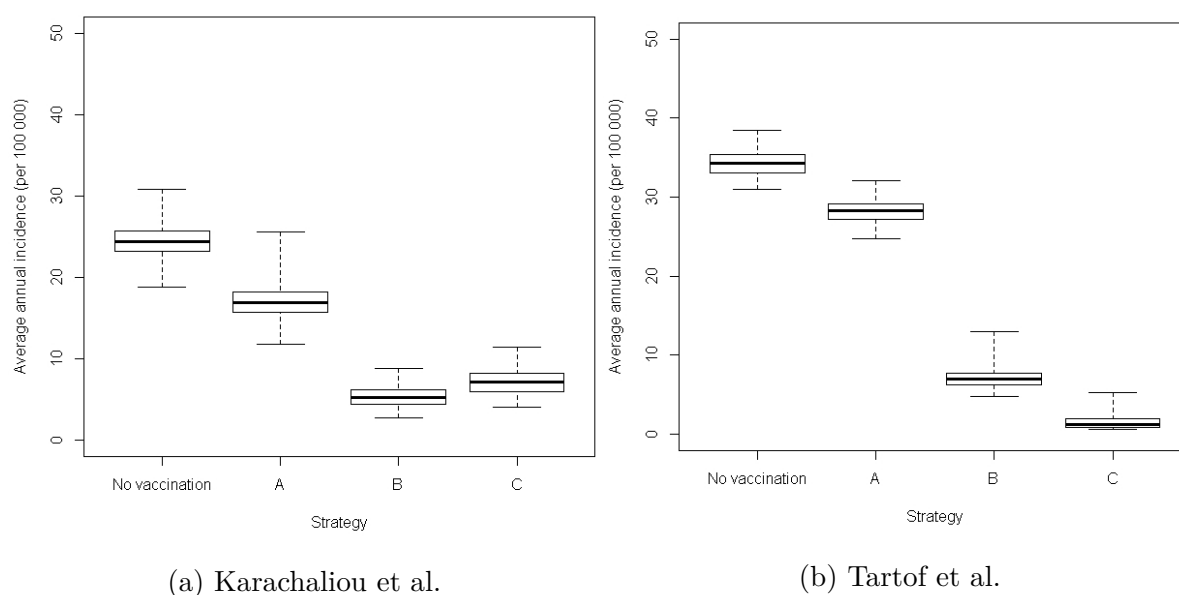 Average annual incidence (per 100 000)
50
40
30
20
10
0
No vaccination A B C
Strategy
(a) Karachaliou et al.
Average annual incidence (per 100 000)
50
40
30
20
10
0
No vaccination A B C
Strategy
(b) Tartof et al.